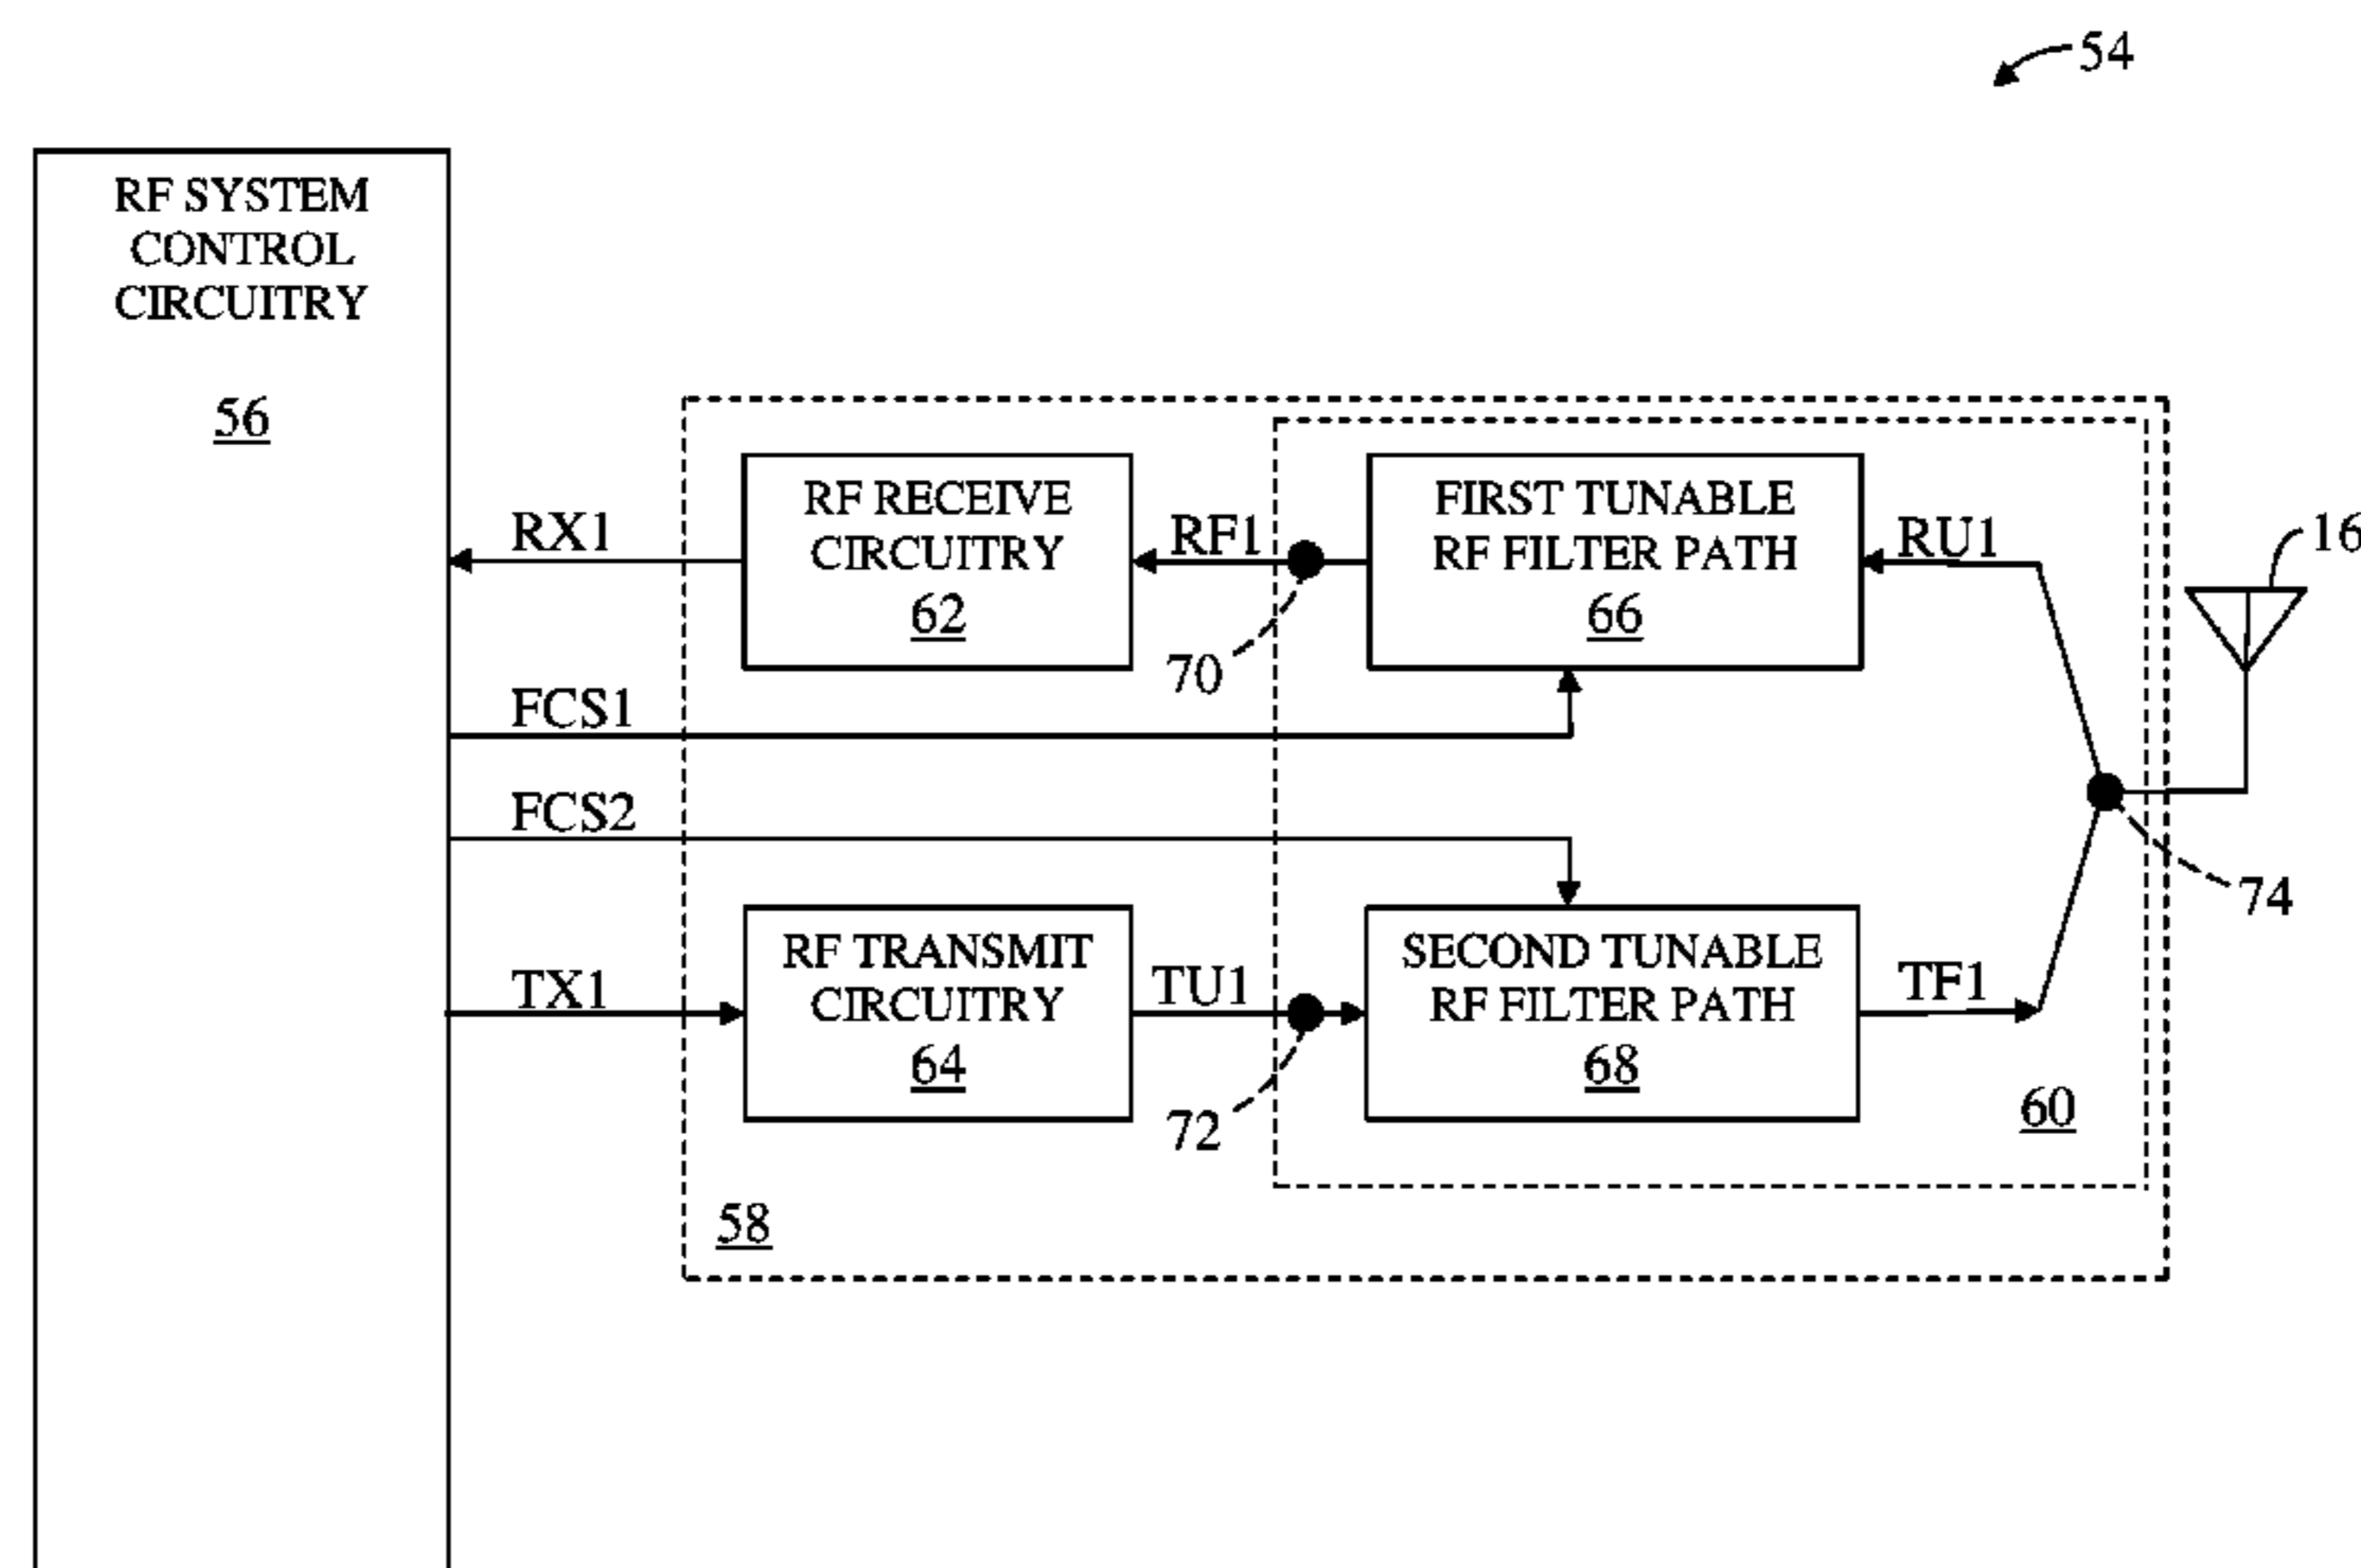 54
RF SYSTEM
CONTROL
CIRCUITRY
56
RX1
RF RECEIVE
CIRCUITRY
62
RF1
70
FIRST TUNABLE
RF FILTER PATH
66
RU1
16
FCS1
FCS2
74
TX1
RF TRANSMIT
CIRCUITRY
64
TU1
72
SECOND TUNABLE
RF FILTER PATH
68
TF1
60
58